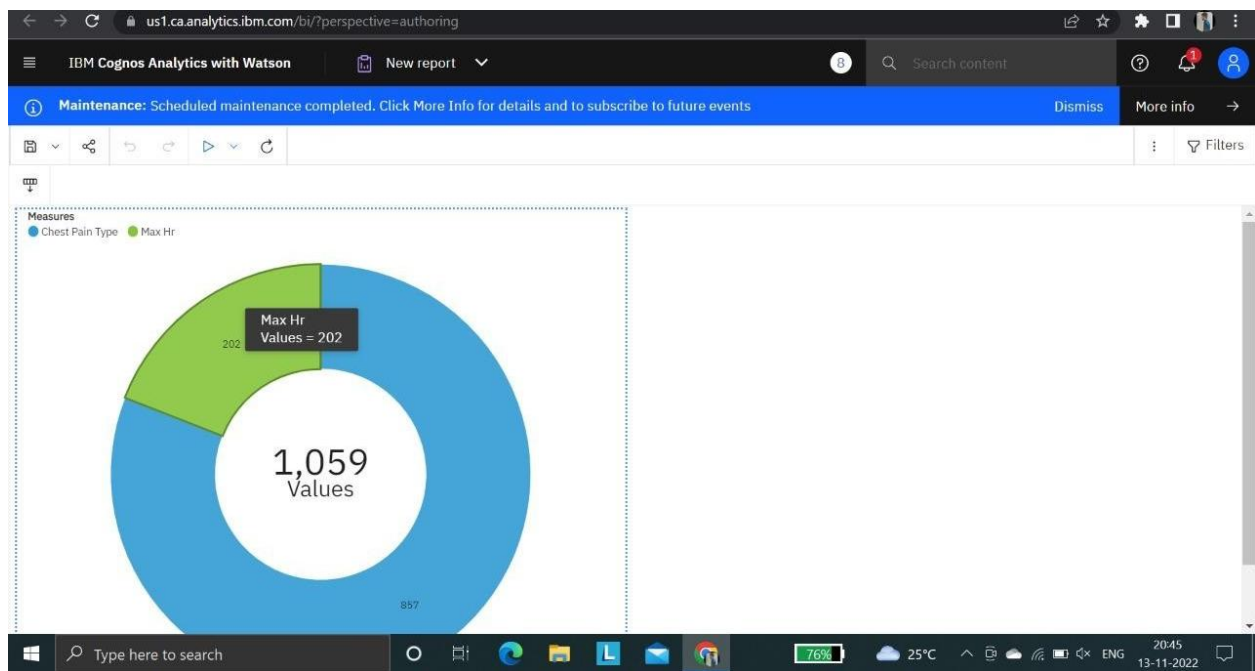 us1.ca.analytics.ibm.com/bi/?perspective=authoring
IBM Cognos Analytics with Watson
New report
8
Search content
1
Maintenance: Scheduled maintenance completed. Click More Info for details and to subscribe to future events
Dismiss
More info
Filters
Measures
Chest Pain Type
Max Hr
Max Hr
Values = 202
202
1,059
Values
857
Type here to search
L
76%
25°C
ENG
20:45
13-11-2022